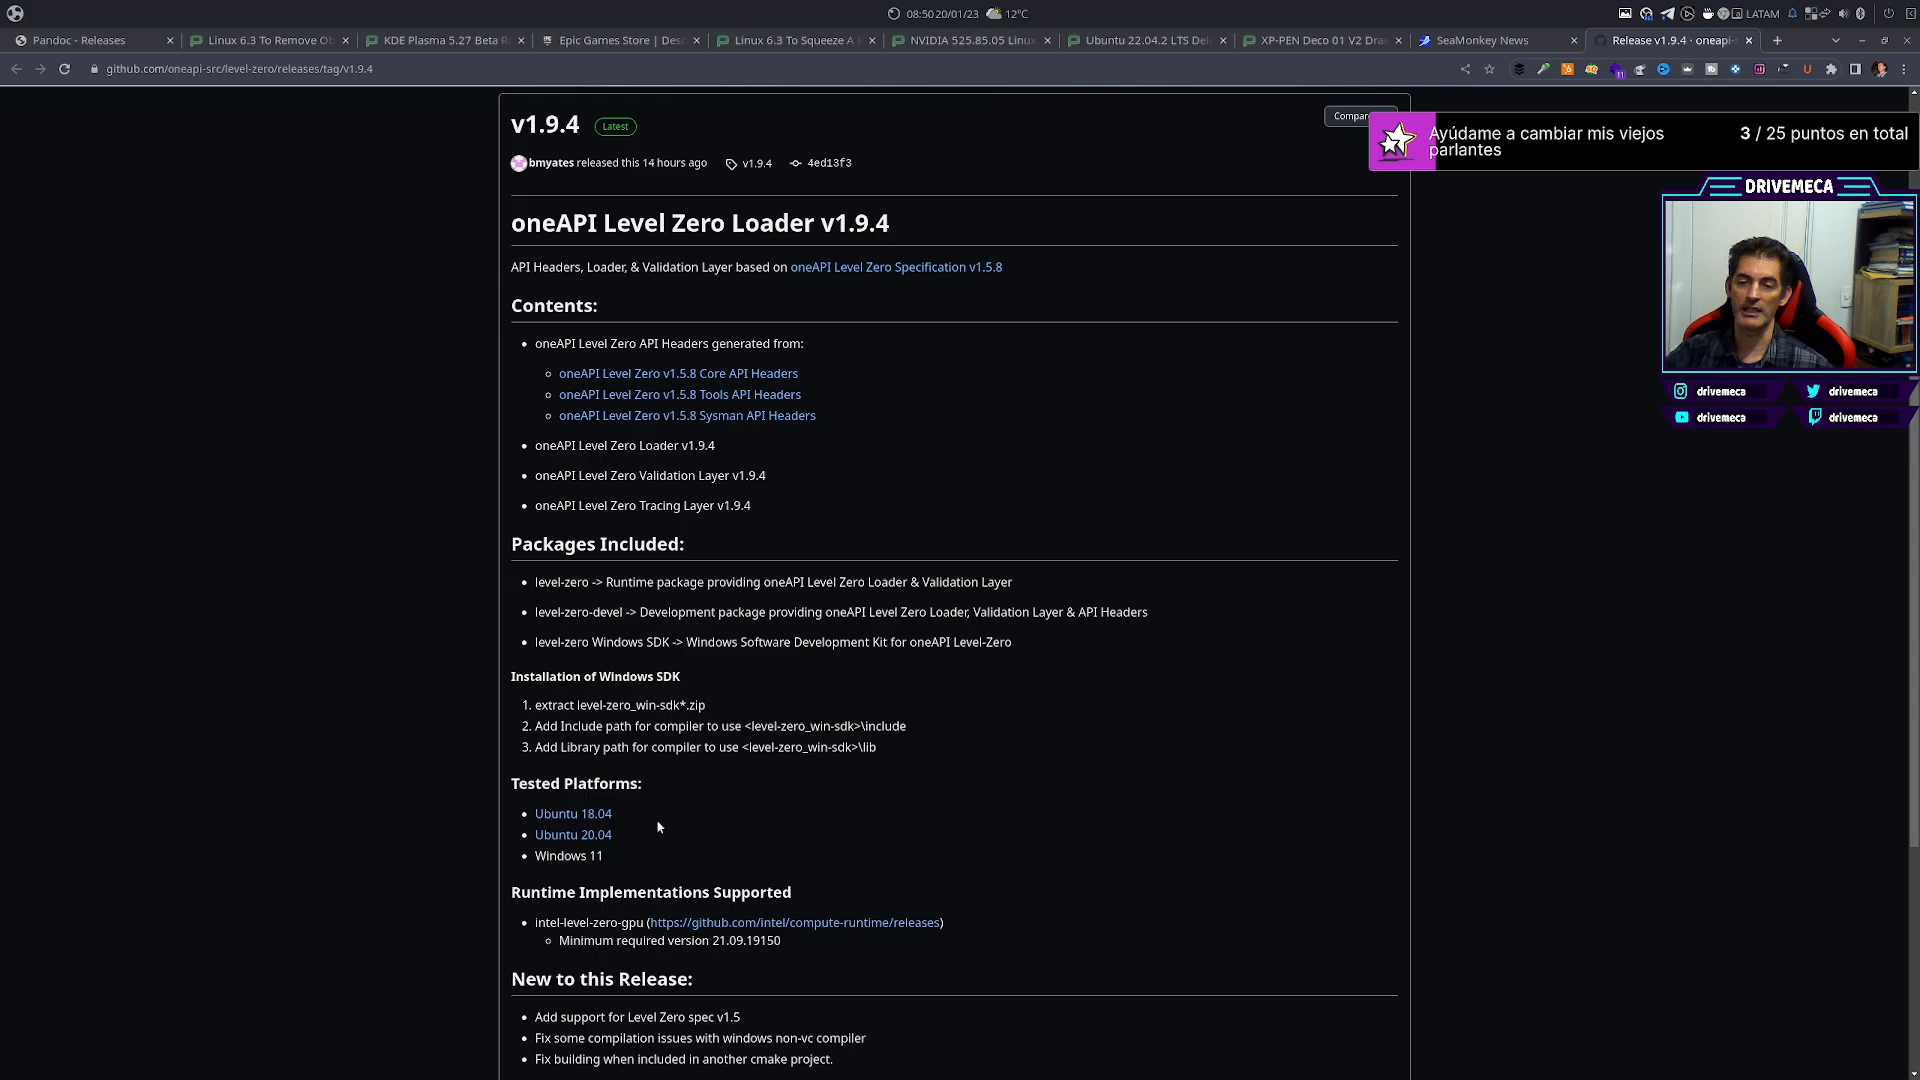 08:50 20/01/23 12°C
LATAM
Pandoc - Releases
Linux 6.3 To Remove Ob
KDE Plasma 5.27 Beta R
Epic Games Store | Desc
Linux 6.3 To Squeeze A B
NVIDIA 525.85.05 Linux
Ubuntu 22.04.2 LTS Dela
XP-PEN Deco 01 V2 Draw
SeaMonkey News
Release v1.9.4 · oneapi-s
github.com/oneapi-src/level-zero/releases/tag/v1.9.4
11
v1.9.4 Latest
Compar
bmyates released this 14 hours ago v1.9.4 4ed13f3
Ayúdame a cambiar mis viejos
parlantes
3 / 25 puntos en total
DRIVEMECA
drivemeca drivemeca
drivemeca drivemeca
oneAPI Level Zero Loader v1.9.4
API Headers, Loader, & Validation Layer based on oneAPI Level Zero Specification v1.5.8
Contents:
oneAPI Level Zero API Headers generated from:
oneAPI Level Zero v1.5.8 Core API Headers
oneAPI Level Zero v1.5.8 Tools API Headers
oneAPI Level Zero v1.5.8 Sysman API Headers
oneAPI Level Zero Loader v1.9.4
oneAPI Level Zero Validation Layer v1.9.4
oneAPI Level Zero Tracing Layer v1.9.4
Packages Included:
level-zero -> Runtime package providing oneAPI Level Zero Loader & Validation Layer
level-zero-devel -> Development package providing oneAPI Level Zero Loader, Validation Layer & API Headers
level-zero Windows SDK -> Windows Software Development Kit for oneAPI Level-Zero
Installation of Windows SDK
1. extract level-zero_win-sdk*.zip
2. Add Include path for compiler to use <level-zero_win-sdk>\include
3. Add Library path for compiler to use <level-zero_win-sdk>\lib
Tested Platforms:
Ubuntu 18.04
Ubuntu 20.04
Windows 11
Runtime Implementations Supported
intel-level-zero-gpu (https://github.com/intel/compute-runtime/releases)
Minimum required version 21.09.19150
New to this Release:
Add support for Level Zero spec v1.5
Fix some compilation issues with windows non-vc compiler
Fix building when included in another cmake project.